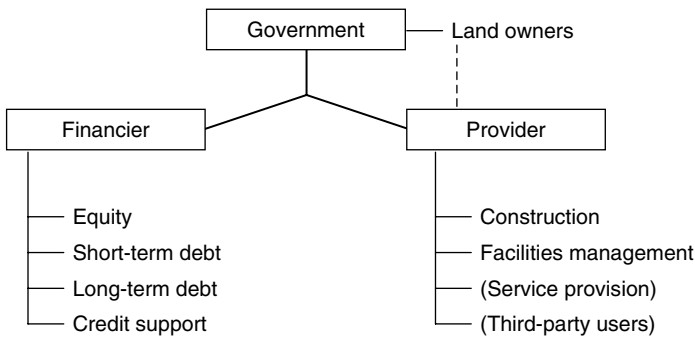 Government
Land owners
Financier
Provider
Equity
Short-term debt
Long-term debt
Credit support
Construction
Facilities management
(Service provision)
(Third-party users)